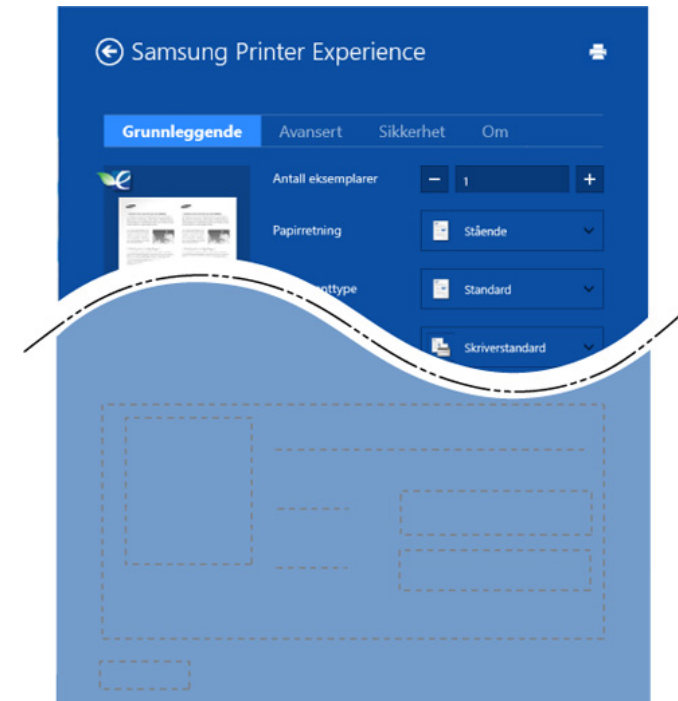 Samsung Printer Experience
Grunnleggende Avansert Sikkerhet Om
Antall eksemplarer 1
Papirretning Stående
Standard
Skriverstandard